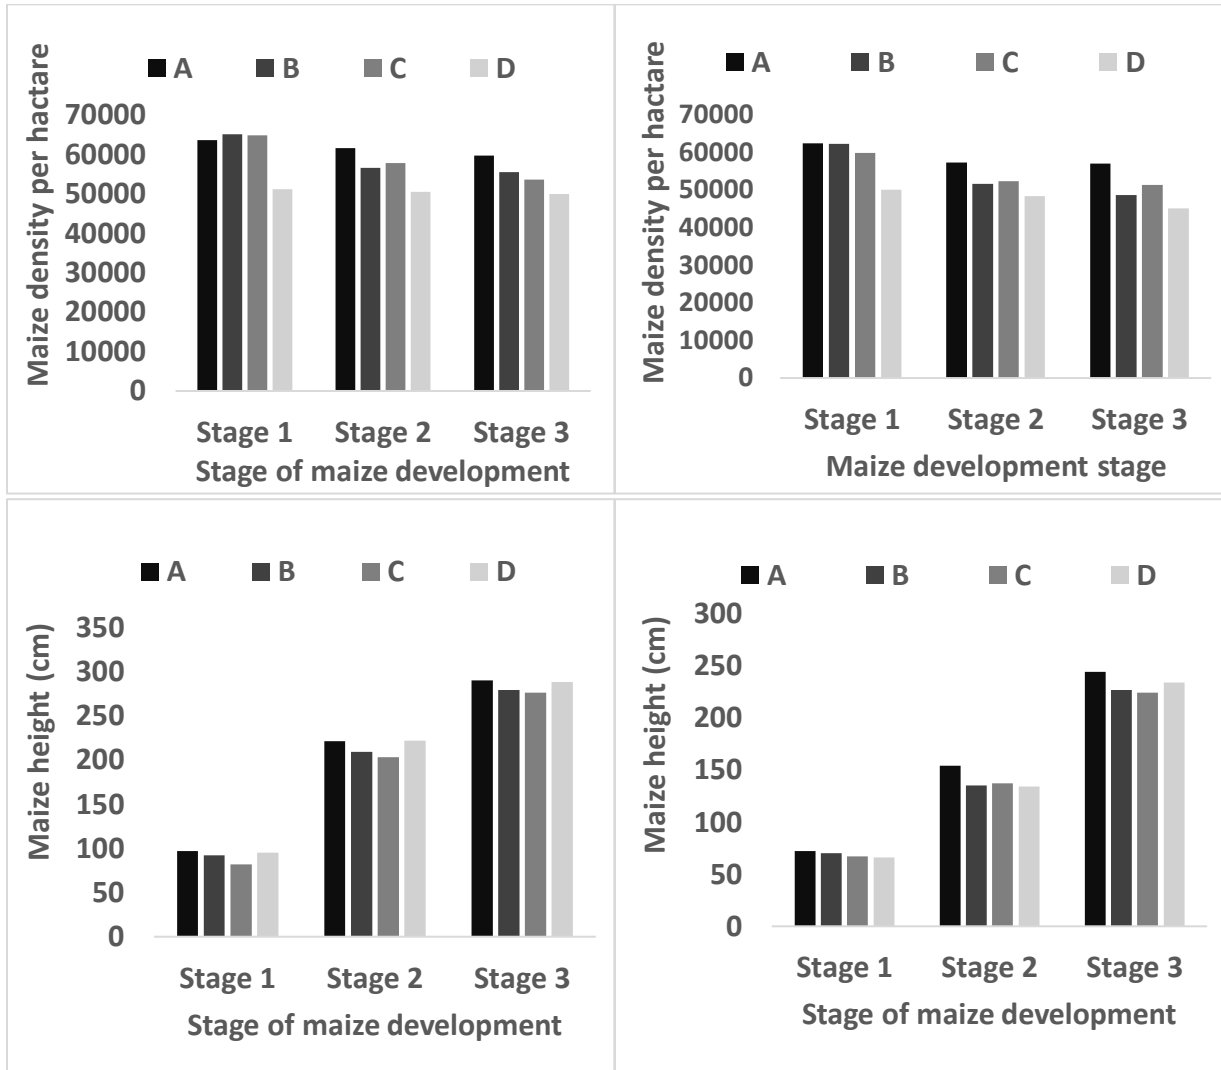 A B C D
Maize density per hactare
70000
60000
50000
40000
30000
20000
10000
0
Stage 1 Stage 2 Stage 3
Stage of maize development
A B C D
Maize density per hactare
70000
60000
50000
40000
30000
20000
10000
0
Stage 1 Stage 2 Stage 3
Maize development stage
A B C D
Maize height (cm)
350
300
250
200
150
100
50
0
Stage 1 Stage 2 Stage 3
Stage of maize development
A B C D
Maize height (cm)
300
250
200
150
100
50
0
Stage 1 Stage 2 Stage 3
Stage of maize development